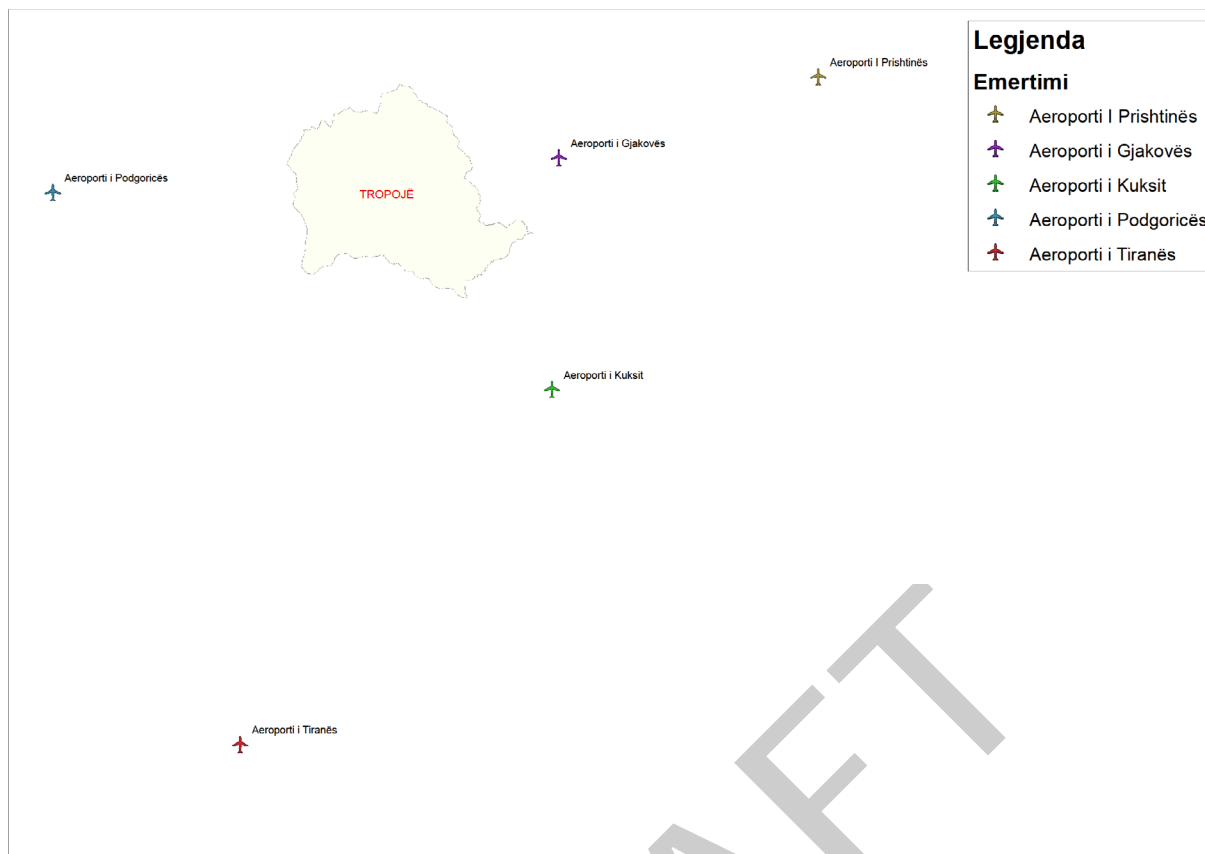 Legjenda
Emertimi
Aeroporti I Prishtinës
Aeroporti i Gjakovës
Aeroporti i Kuksit
Aeroporti i Podgoricës
Aeroporti i Tiranës
Aeroporti I Prishtinës
Aeroporti i Gjakovës
Aeroporti i Podgoricës
TROPOJË
Aeroporti i Kuksit
Aeroporti i Tiranës
AFT